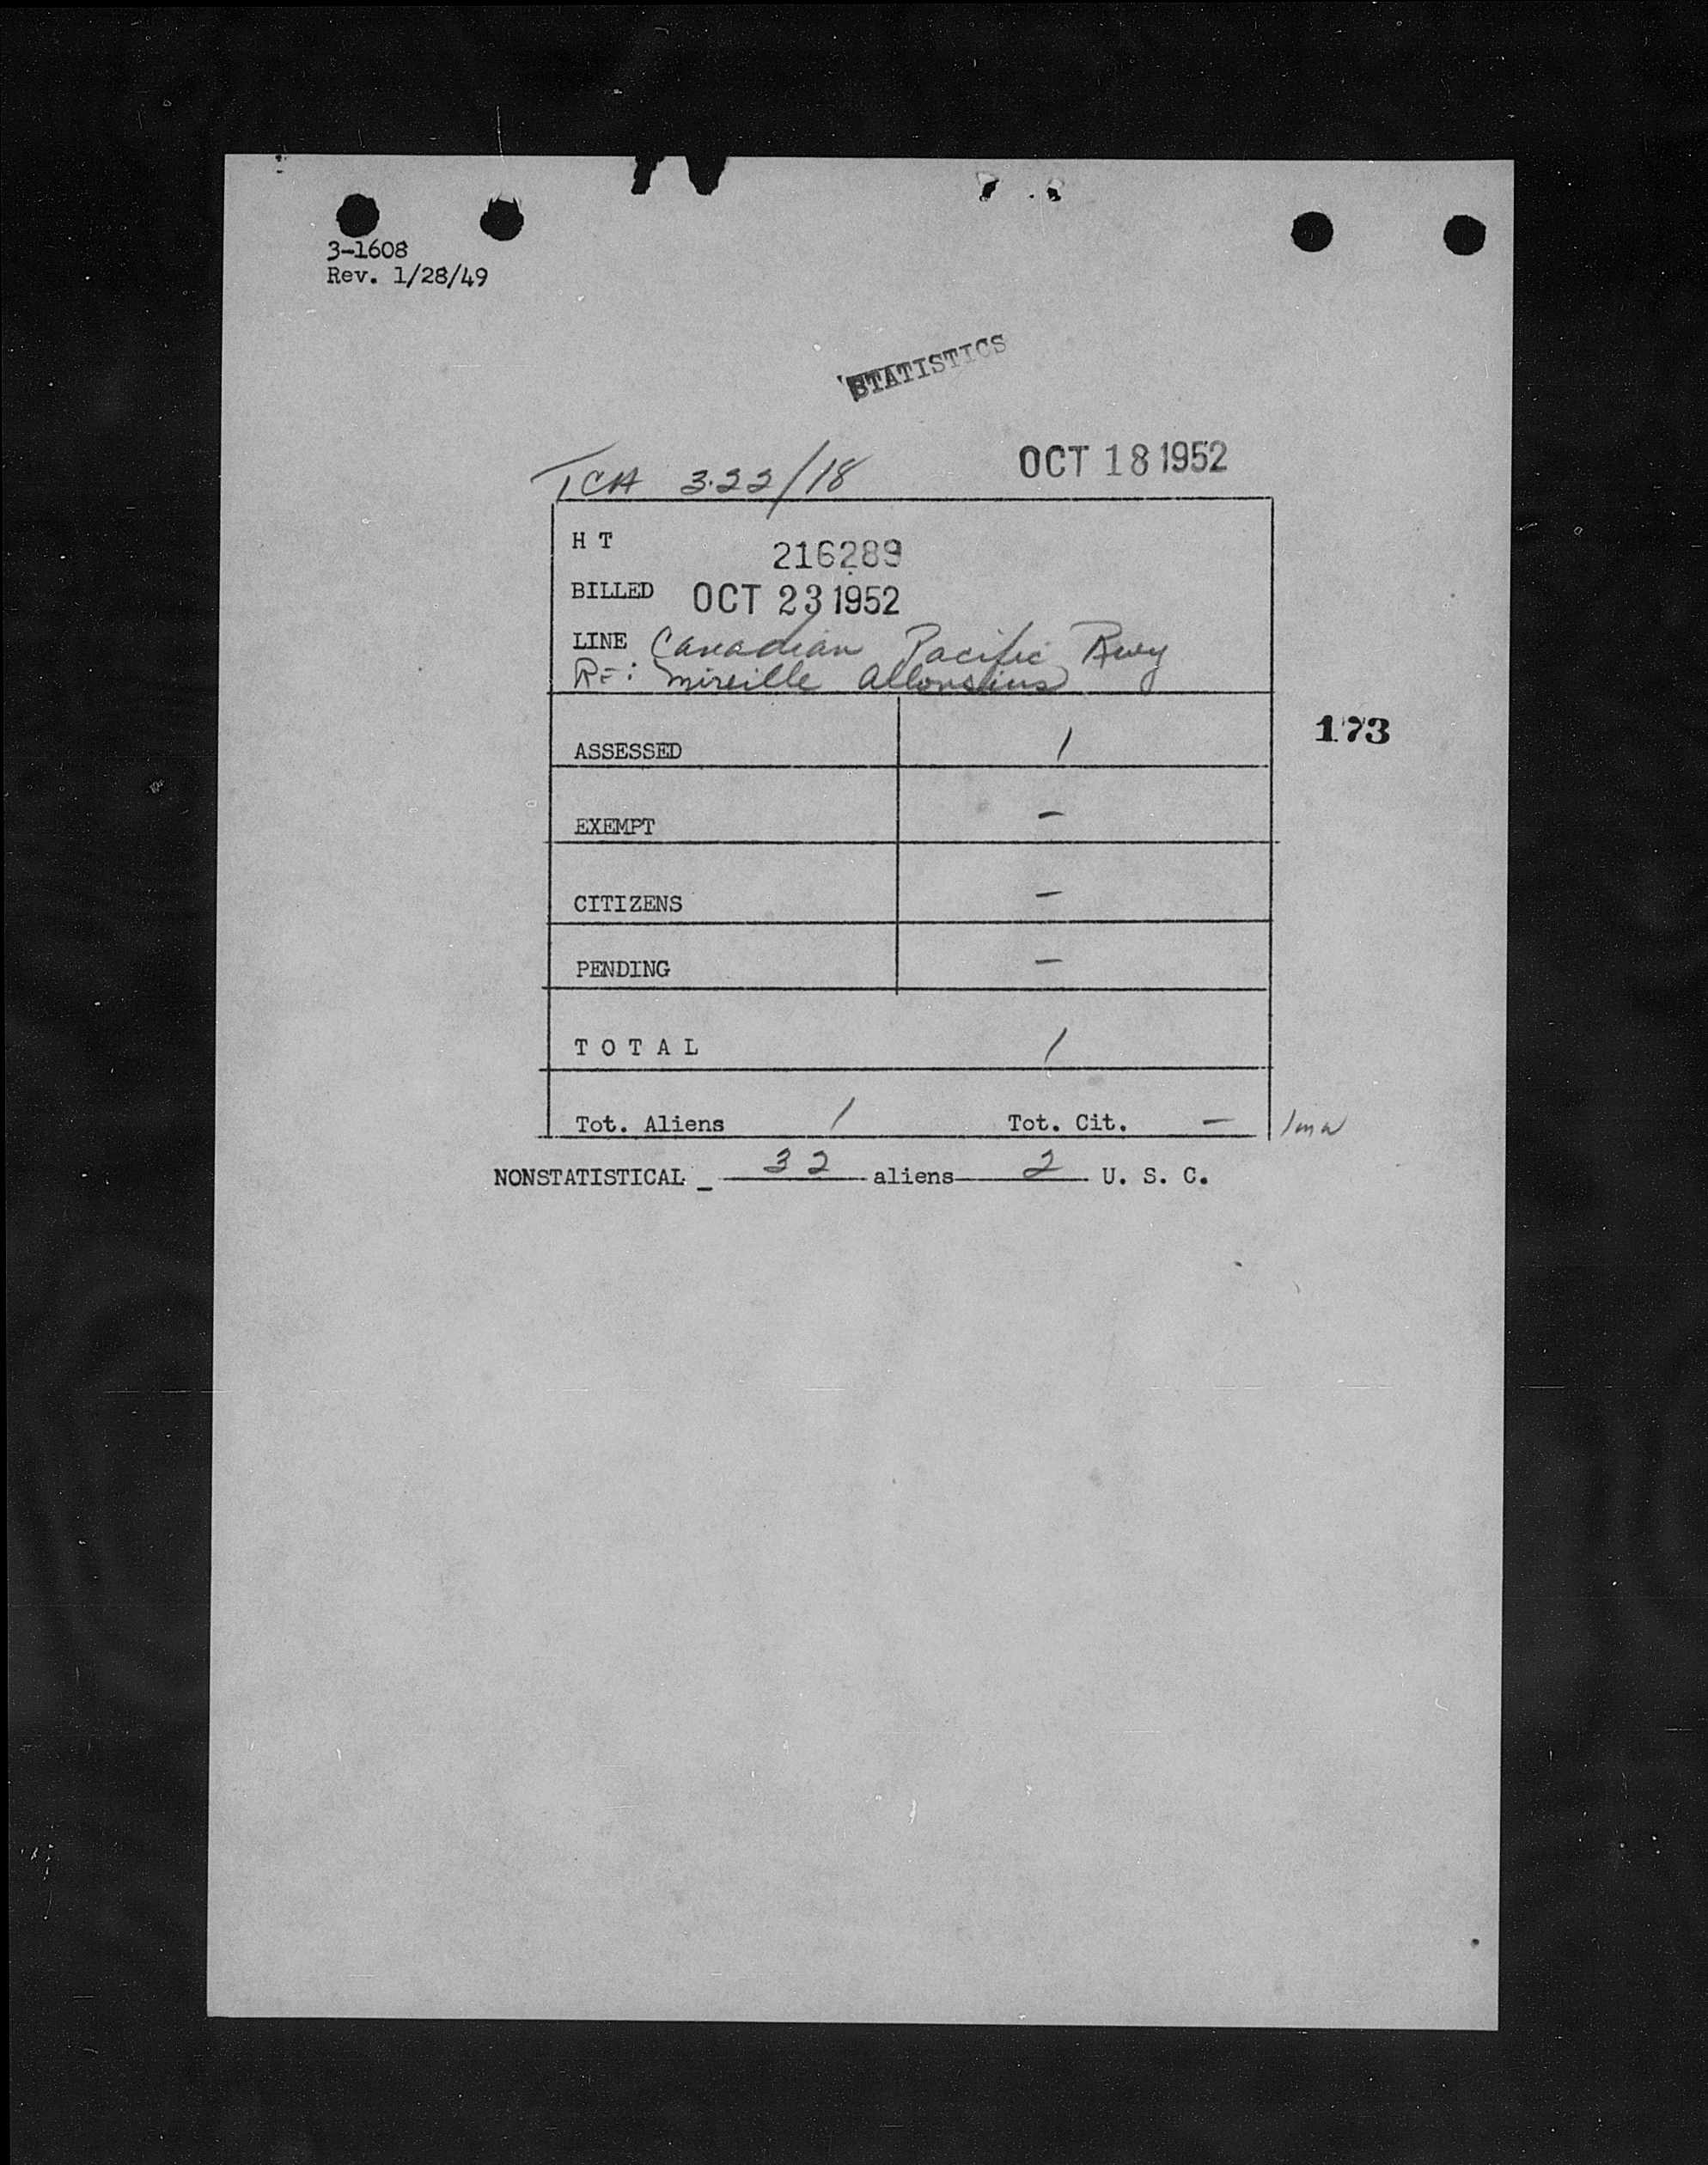 3-1608
Rev. 1/28/49
STATISTICS
TCA 322/18
OCT 18 1952
H T 216289
BILLED OCT 23 1952
LINE Canadian Pacific Rwy
RE: Mireille
173
ASSESSED 1
EXEMPT –
CITIZENS –
PENDING –
T O T A L 1
Tot. Aliens 1 Tot. Cit. –
NONSTATISTICAL _ 32 aliens 2 U. S. C.